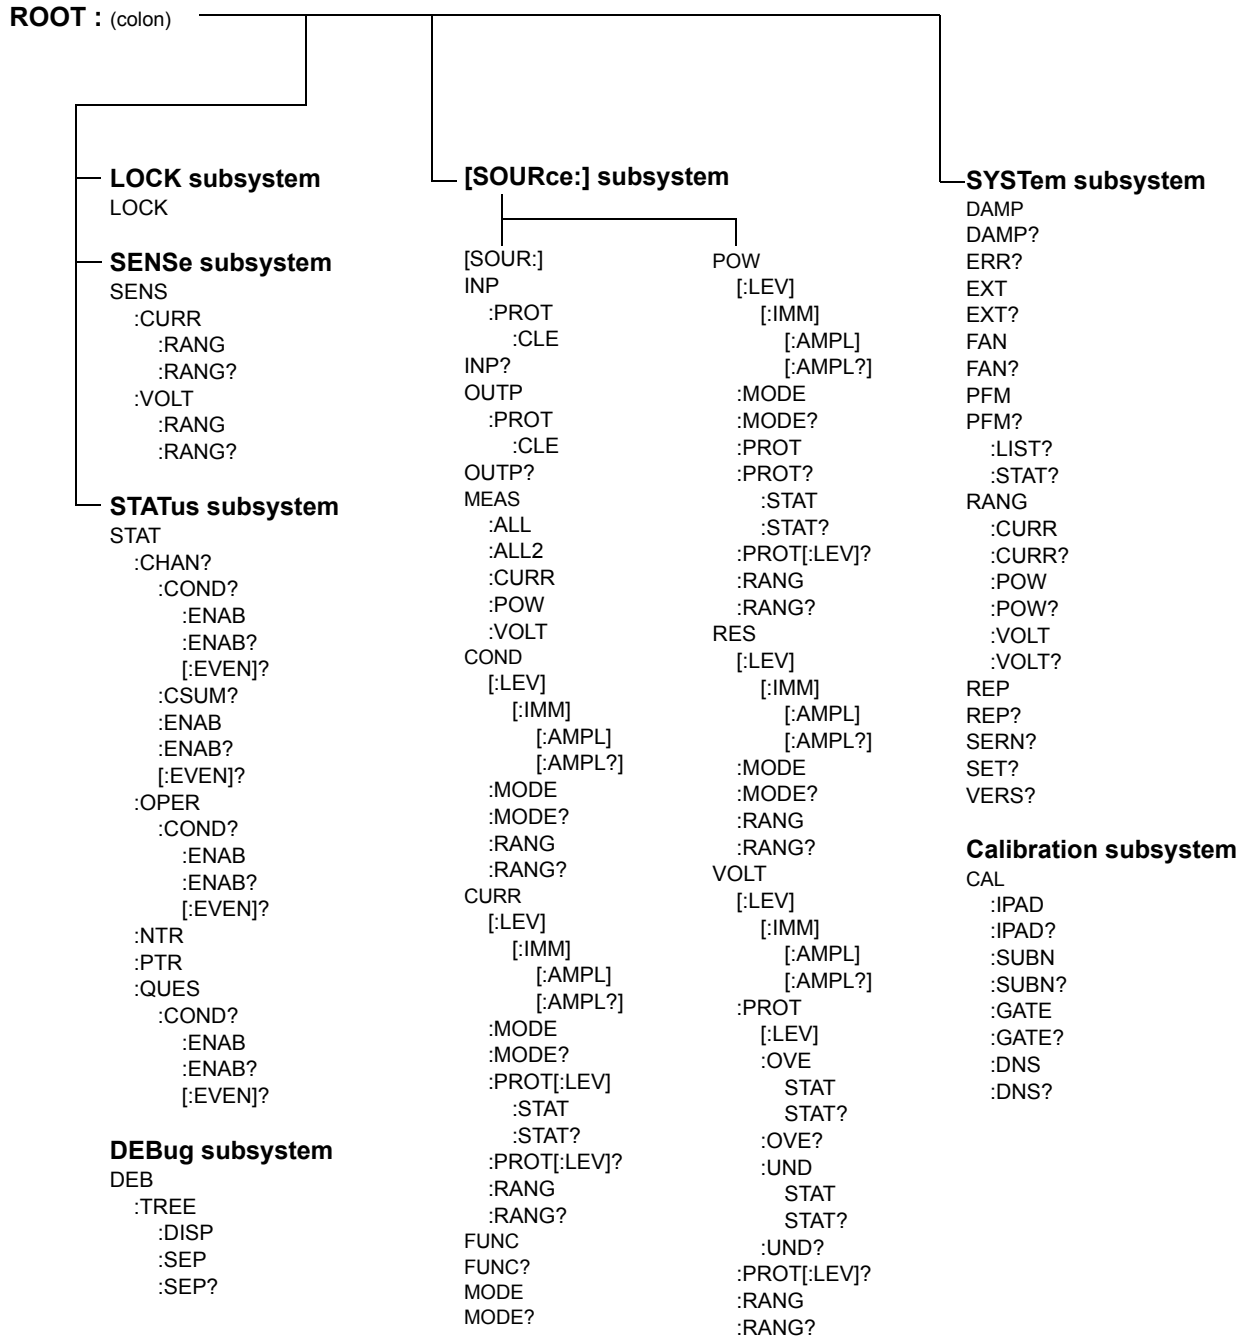 ROOT : (colon)
LOCK subsystem
LOCK
SENSe subsystem
SENS
:CURR
:RANG
:RANG?
:VOLT
:RANG
:RANG?
STATus subsystem
STAT
:CHAN?
:COND?
:ENAB
:ENAB?
[:EVEN]?
:CSUM?
:ENAB
:ENAB?
[:EVEN]?
:OPER
:COND?
:ENAB
:ENAB?
[:EVEN]?
:NTR
:PTR
:QUES
:COND?
:ENAB
:ENAB?
[:EVEN]?
DEBug subsystem
DEB
:TREE
:DISP
:SEP
:SEP?
[SOURce:] subsystem
[SOUR:]
INP
:PROT
:CLE
INP?
OUTP
:PROT
:CLE
OUTP?
MEAS
:ALL
:ALL2
:CURR
:POW
:VOLT
COND
[:LEV]
[:IMM]
[:AMPL]
[:AMPL?]
:MODE
:MODE?
:RANG
:RANG?
CURR
[:LEV]
[:IMM]
[:AMPL]
[:AMPL?]
:MODE
:MODE?
:PROT[:LEV]
:STAT
:STAT?
:PROT[:LEV]?
:RANG
:RANG?
FUNC
FUNC?
MODE
MODE?
POW
[:LEV]
[:IMM]
[:AMPL]
[:AMPL?]
:MODE
:MODE?
:PROT
:PROT?
:STAT
:STAT?
:PROT[:LEV]?
:RANG
:RANG?
RES
[:LEV]
[:IMM]
[:AMPL]
[:AMPL?]
:MODE
:MODE?
:RANG
:RANG?
VOLT
[:LEV]
[:IMM]
[:AMPL]
[:AMPL?]
:PROT
[:LEV]
:OVE
STAT
STAT?
:OVE?
:UND
STAT
STAT?
:UND?
:PROT[:LEV]?
:RANG
:RANG?
SYSTem subsystem
DAMP
DAMP?
ERR?
EXT
EXT?
FAN
FAN?
PFM
PFM?
:LIST?
:STAT?
RANG
:CURR
:CURR?
:POW
:POW?
:VOLT
:VOLT?
REP
REP?
SERN?
SET?
VERS?
Calibration subsystem
CAL
:IPAD
:IPAD?
:SUBN
:SUBN?
:GATE
:GATE?
:DNS
:DNS?